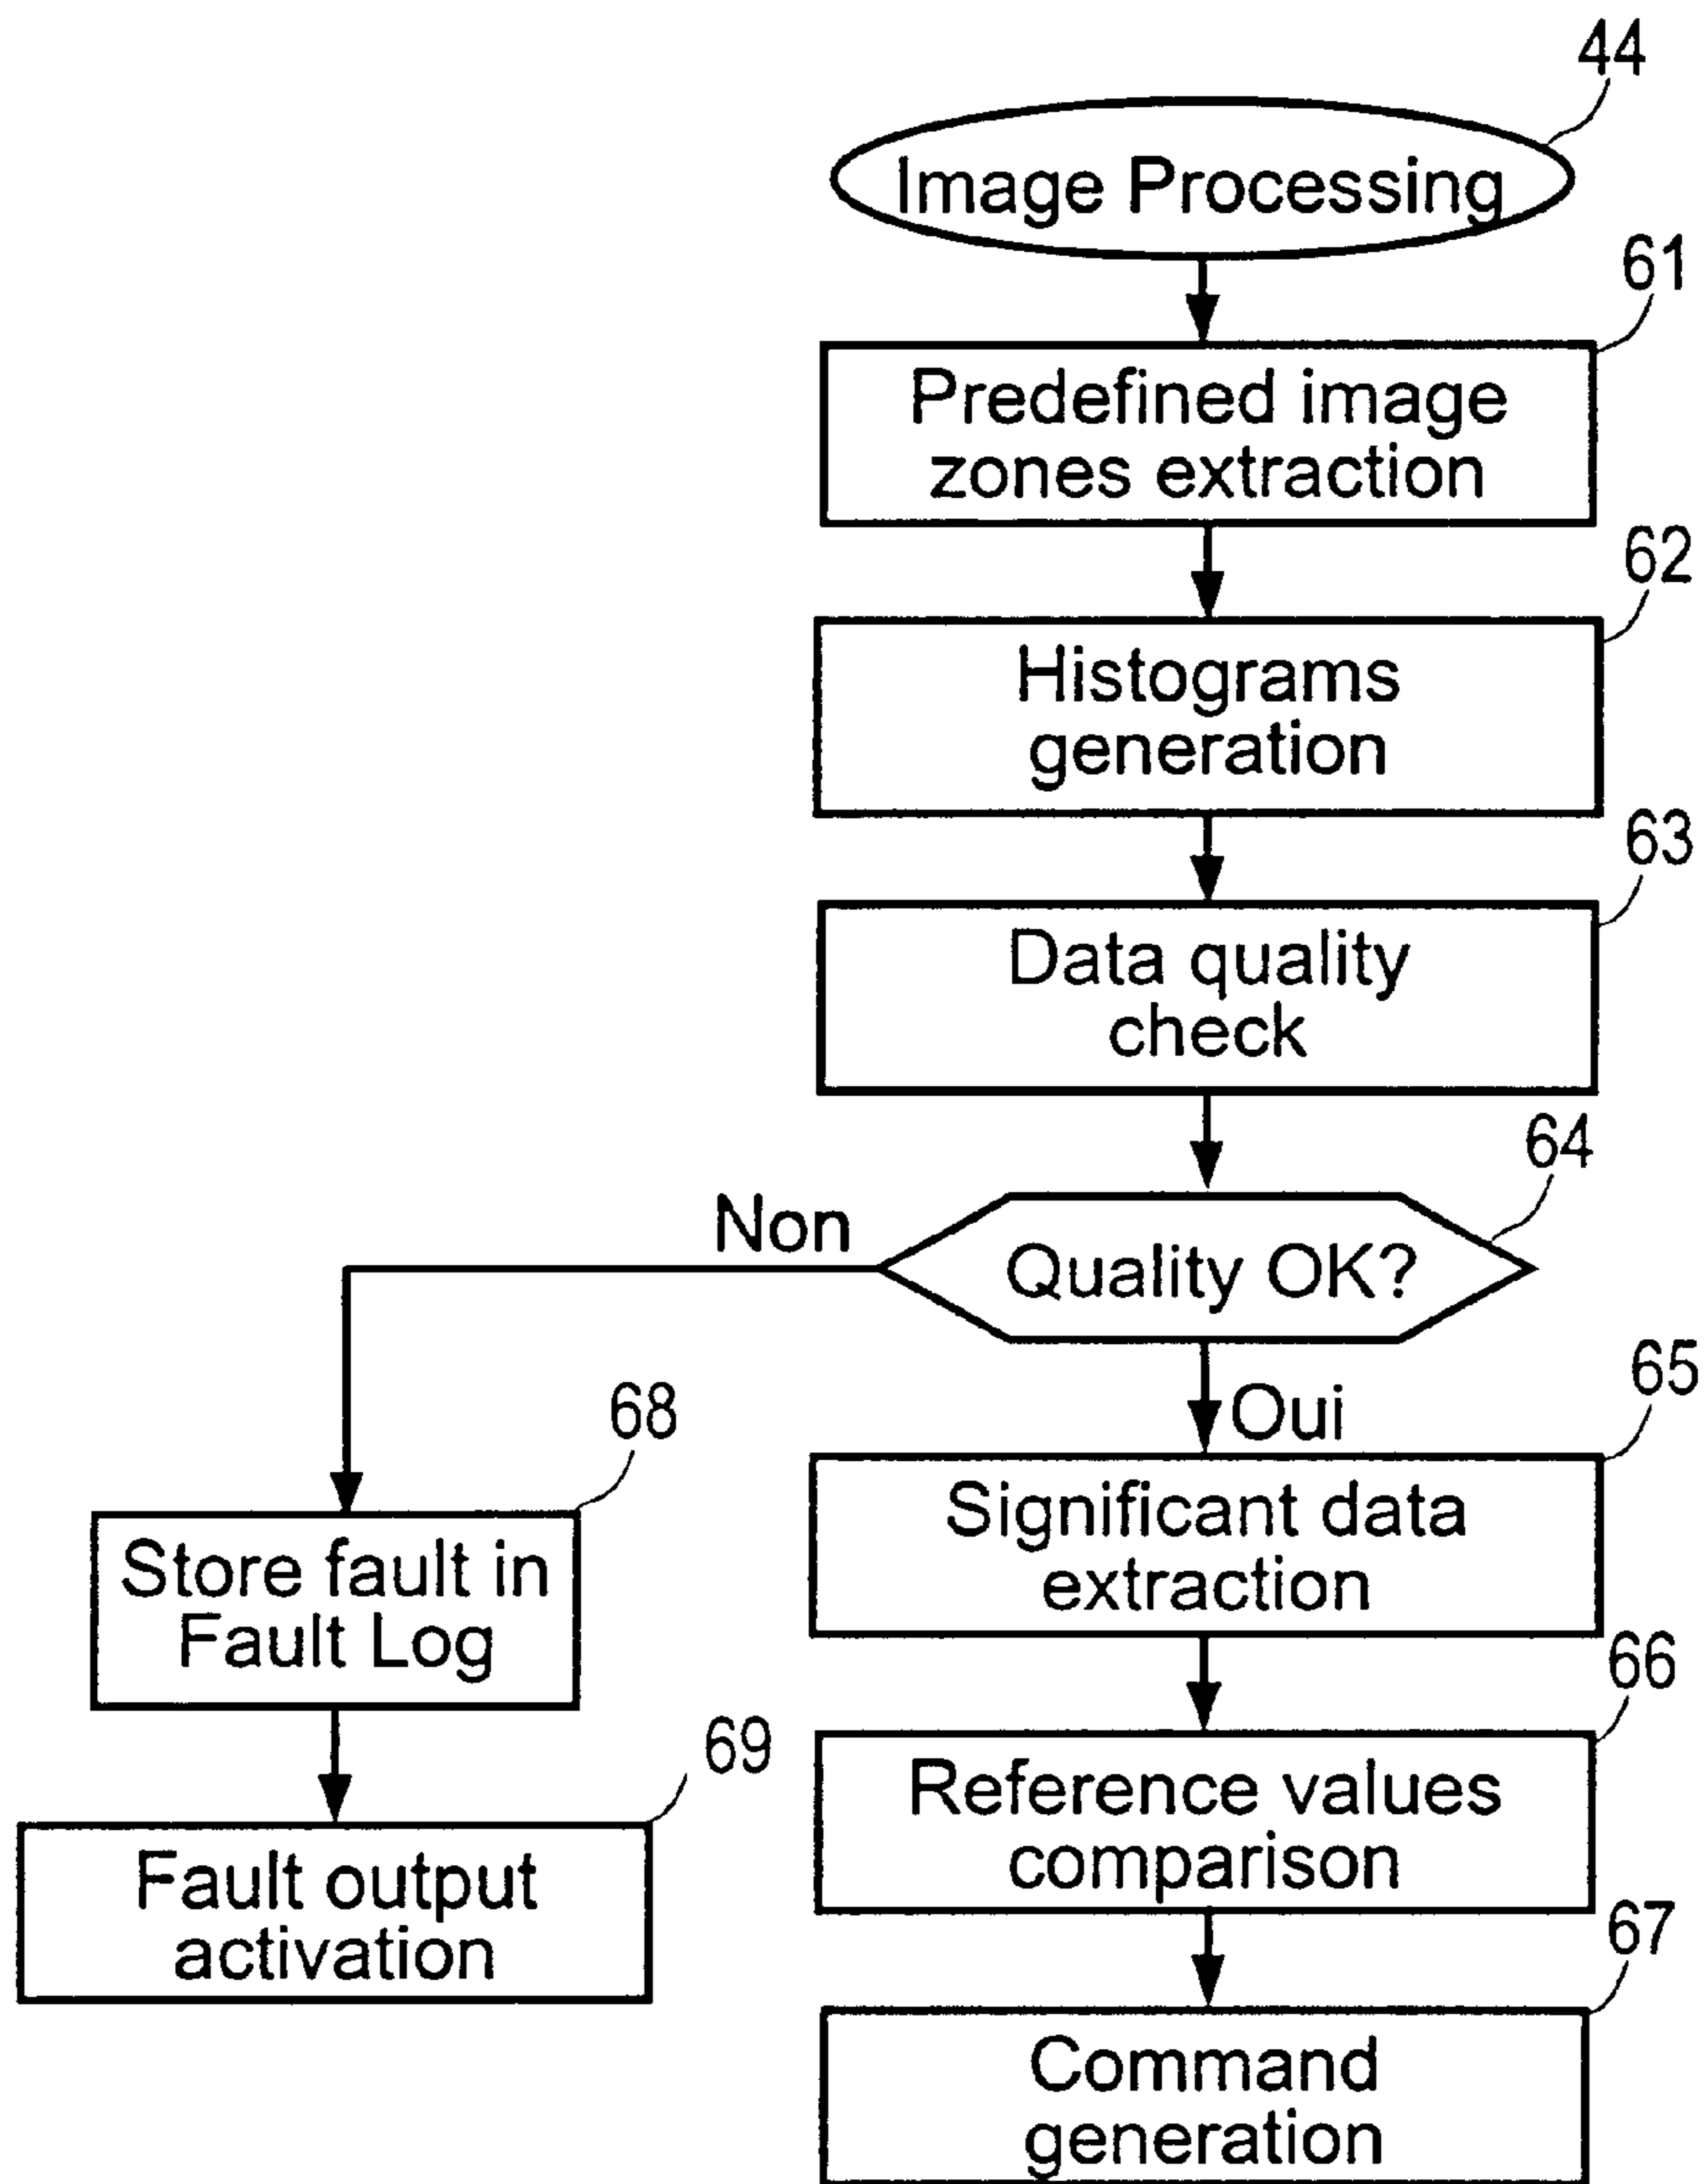 44
Image Processing
61
Predefined image
zones extraction
62
Histograms
generation
63
Data quality
check
64
Non
Quality OK?
Oui
65
Significant data
extraction
68
Store fault in
Fault Log
66
Reference values
comparison
69
Fault output
activation
67
Command
generation